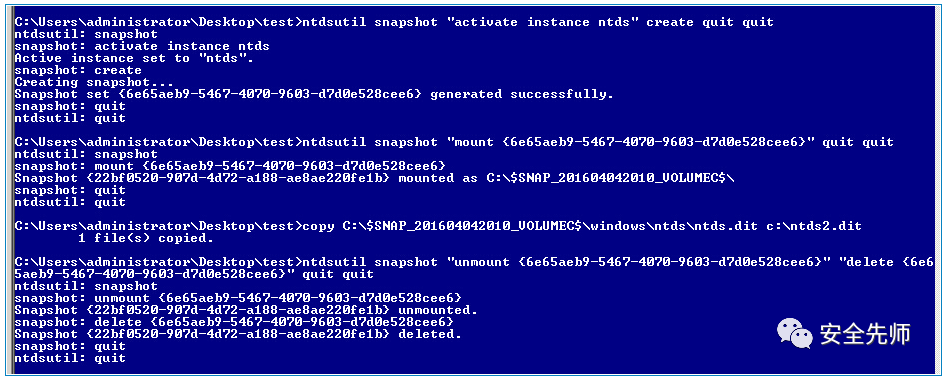 C:\Users\administrator\Desktop\test>ntdsutil snapshot "activate instance ntds" create quit quit
ntdsutil: snapshot
snapshot: activate instance ntds
Active instance set to "ntds".
snapshot: create
Creating snapshot...
Snapshot set {6e65aeb9-5467-4070-9603-d7d0e528cee6} generated successfully.
snapshot: quit
ntdsutil: quit
C:\Users\administrator\Desktop\test>ntdsutil snapshot "mount {6e65aeb9-5467-4070-9603-d7d0e528cee6}" quit quit
ntdsutil: snapshot
snapshot: mount {6e65aeb9-5467-4070-9603-d7d0e528cee6}
Snapshot {22bf0520-907d-4d72-a188-ae8ae220fe1b} mounted as C:\$SNAP_201604042010_VOLUMEC$\
snapshot: quit
ntdsutil: quit
C:\Users\administrator\Desktop\test>copy C:\$SNAP_201604042010_VOLUMEC$\windows\ntds\ntds.dit c:\ntds2.dit
1 file(s) copied.
C:\Users\administrator\Desktop\test>ntdsutil snapshot "unmount {6e65aeb9-5467-4070-9603-d7d0e528cee6}" "delete {6e6
5aeb9-5467-4070-9603-d7d0e528cee6}" quit quit
ntdsutil: snapshot
snapshot: unmount {6e65aeb9-5467-4070-9603-d7d0e528cee6}
Snapshot {22bf0520-907d-4d72-a188-ae8ae220fe1b} unmounted.
snapshot: delete {6e65aeb9-5467-4070-9603-d7d0e528cee6}
Snapshot {22bf0520-907d-4d72-a188-ae8ae220fe1b} deleted.
snapshot: quit
ntdsutil: quit
安全先师